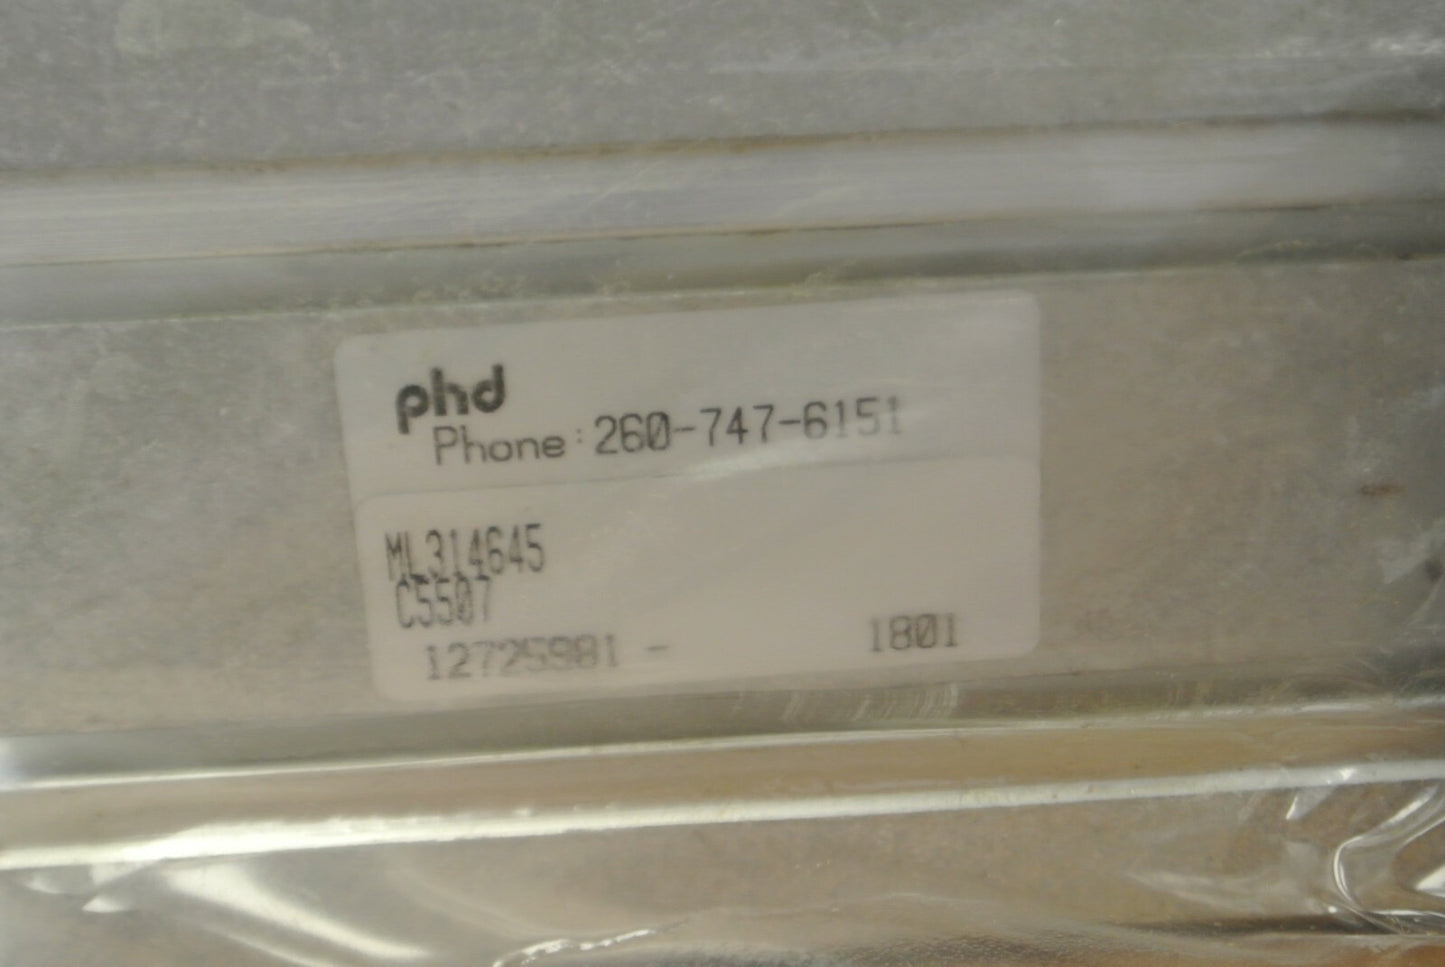 phd
Phone: 260-747-6151
ML314645
C5507
12725981 - 1801